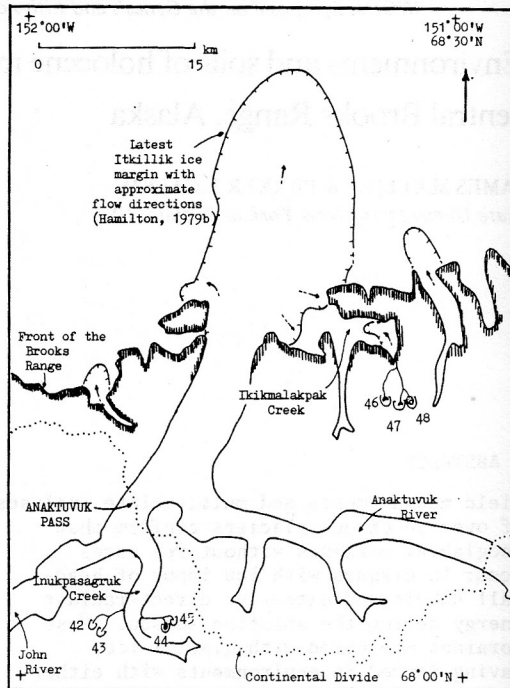 152°00'W
151°00'W
68°30'N
0
15
km
Latest
Itkillik ice
margin with
approximate
flow directions
(Hamilton, 1979b)
Front of the
Brooks
Range
Ikikmalakpak
Creek
46
47
48
ANAKTUVUK
PASS
Anaktuvuk
River
Inukpasagruk
Creek
42
43
44
45
John
River
Continental Divide
68°00'N